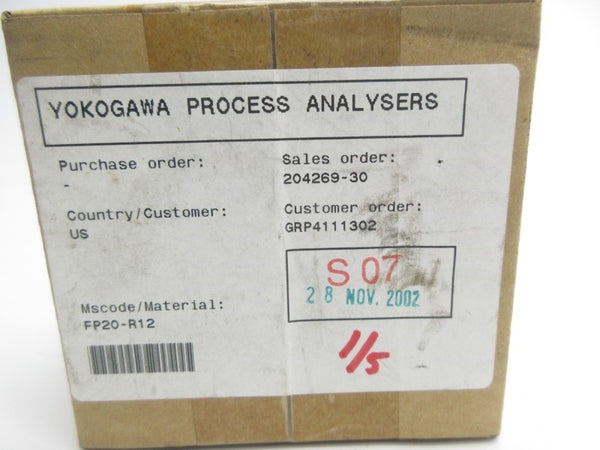 YOKOGAWA PROCESS ANALYSERS
Purchase order:
-
Sales order:
204269-30
Country/Customer:
US
Customer order:
GRP4111302
S 07
28 NOV. 2002
Mscode/Material:
FP20-R12
1/5